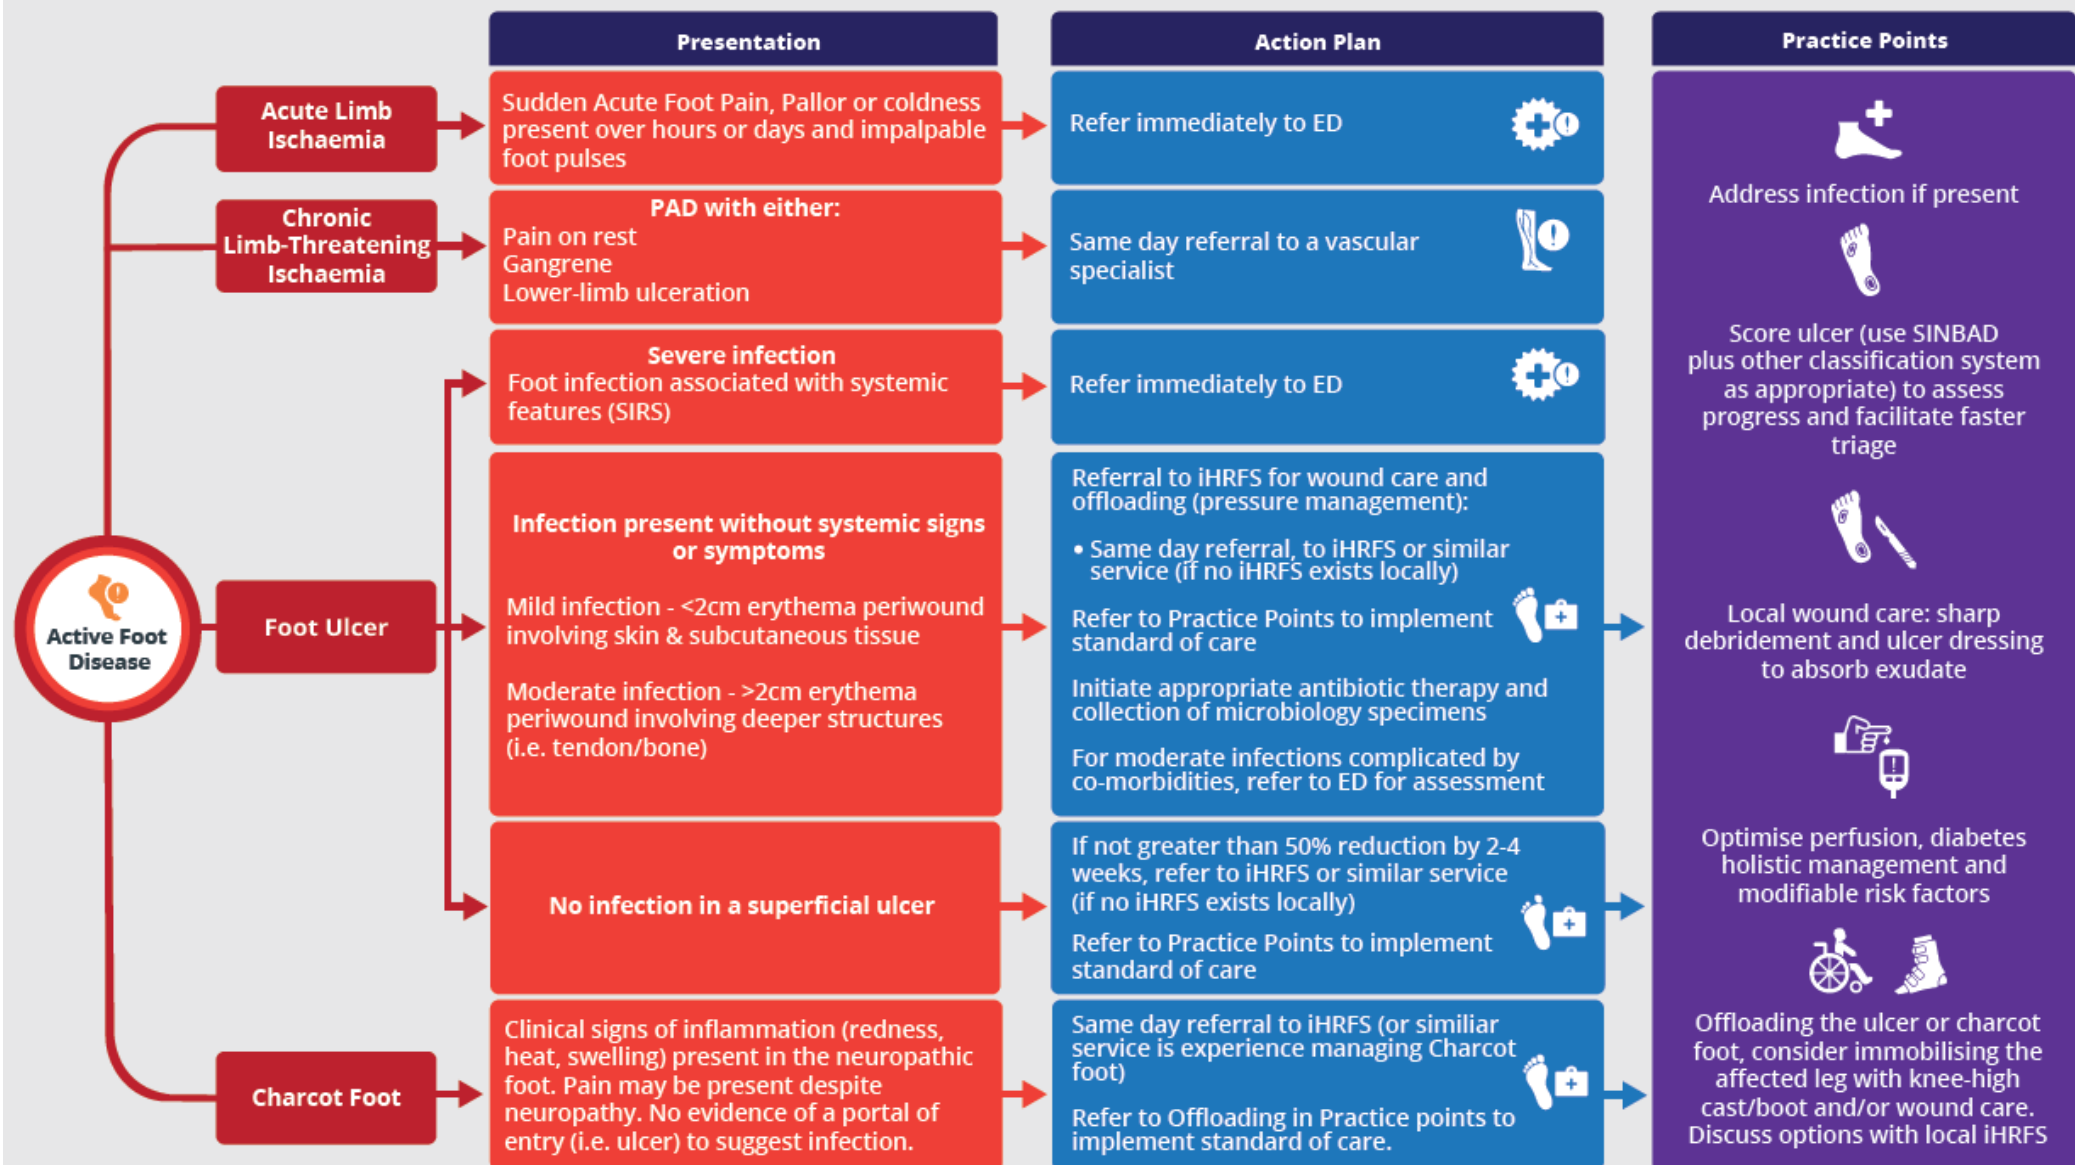 Presentation
Action Plan
Practice Points
Acute Limb
Ischaemia
Sudden Acute Foot Pain, Pallor or coldness
present over hours or days and impalpable
foot pulses
Refer immediately to ED
Chronic
Limb-Threatening
Ischaemia
PAD with either:
Pain on rest
Gangrene
Lower-limb ulceration
Same day referral to a vascular
specialist
Active Foot
Disease
Foot Ulcer
Severe infection
Foot infection associated with systemic
features (SIRS)
Refer immediately to ED
Infection present without systemic signs
or symptoms
Mild infection - <2cm erythema periwound
involving skin & subcutaneous tissue
Moderate infection - >2cm erythema
periwound involving deeper structures
(i.e. tendon/bone)
Referral to iHRFS for wound care and
offloading (pressure management):
• Same day referral, to iHRFS or similar
service (if no iHRFS exists locally)
Refer to Practice Points to implement
standard of care
Initiate appropriate antibiotic therapy and
collection of microbiology specimens
For moderate infections complicated by
co-morbidities, refer to ED for assessment
No infection in a superficial ulcer
If not greater than 50% reduction by 2-4
weeks, refer to iHRFS or similar service
(if no iHRFS exists locally)
Refer to Practice Points to implement
standard of care
Charcot Foot
Clinical signs of inflammation (redness,
heat, swelling) present in the neuropathic
foot. Pain may be present despite
neuropathy. No evidence of a portal of
entry (i.e. ulcer) to suggest infection.
Same day referral to iHRFS (or similiar
service is experience managing Charcot
foot)
Refer to Offloading in Practice points to
implement standard of care.
Address infection if present
Score ulcer (use SINBAD
plus other classification system
as appropriate) to assess
progress and facilitate faster
triage
Local wound care: sharp
debridement and ulcer dressing
to absorb exudate
Optimise perfusion, diabetes
holistic management and
modifiable risk factors
Offloading the ulcer or charcot
foot, consider immobilising the
affected leg with knee-high
cast/boot and/or wound care.
Discuss options with local iHRFS